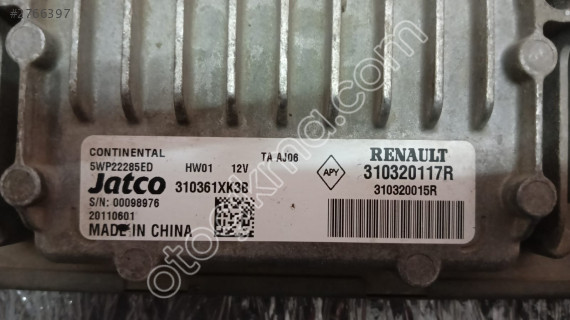 #2766397
CONTINENTAL
5WP22285ED HW01 12V TA AJ06
Jatco 310361XK3B
S/N: 00098976
20110601
MADE IN CHINA
APY
RENAULT
310320117R
310320015R
otocikma.com